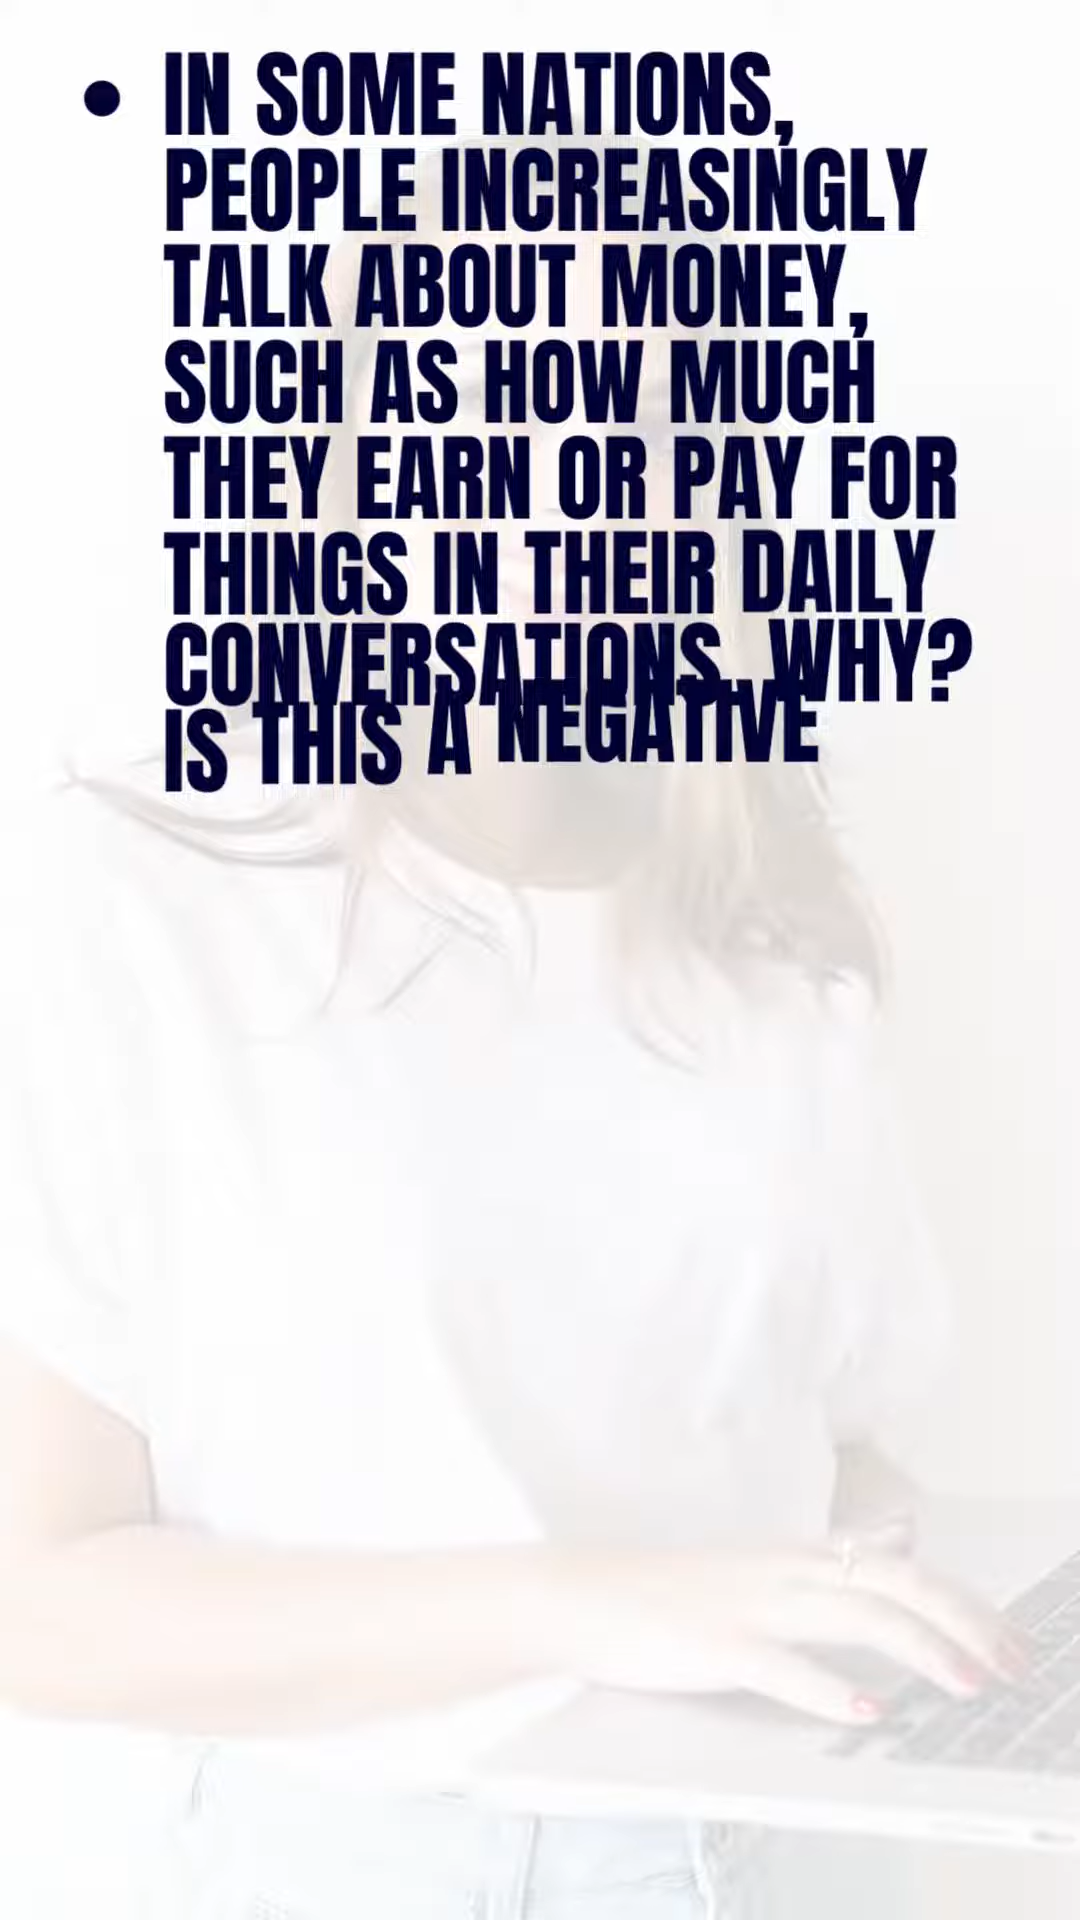 • IN SOME NATIONS,
PEOPLE INCREASINGLY
TALK ABOUT MONEY,
SUCH AS HOW MUCH
THEY EARN OR PAY FOR
THINGS IN THEIR DAILY
CONVERSATIONS. WHY?
IS THIS A NEGATIVE